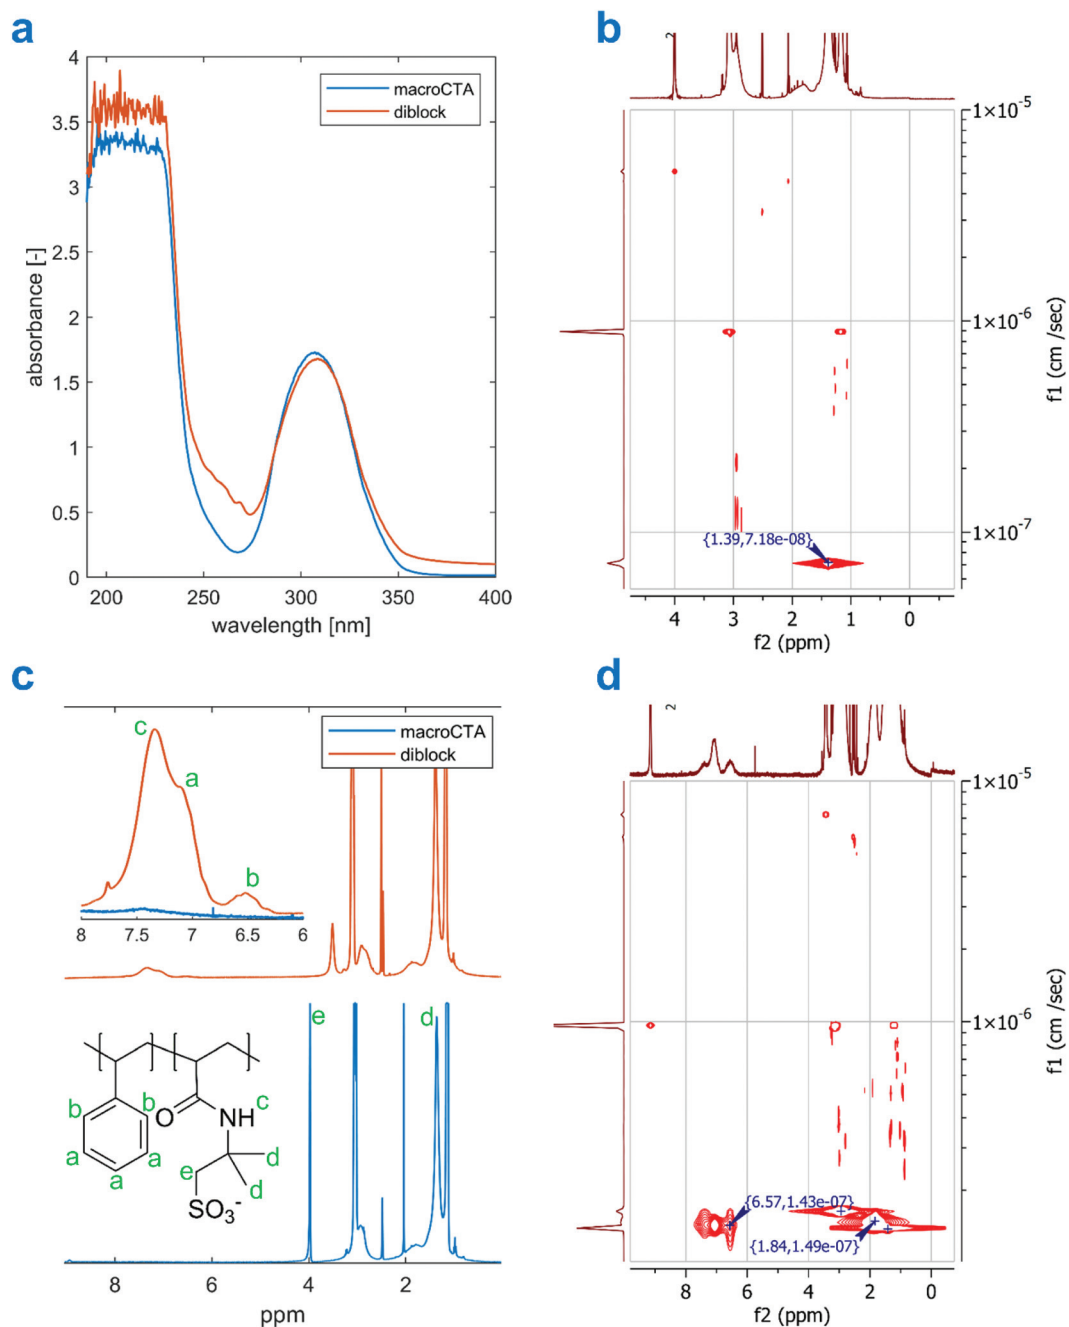 a
4
3.5
3
2.5
2
1.5
1
0.5
0
absorbance [-]
macroCTA
diblock
200
250
300
350
400
wavelength [nm]
b
2
1×10-5
1×10-6
1×10-7
f1 (cm /sec)
{1.39,7.18e-08}
4
3
2
1
0
f2 (ppm)
c
macroCTA
diblock
c
a
b
8
7.5
7
6.5
6
e
d
b
b
O
NH
c
a
a
a
e
d
d
SO3-
8
6
4
2
ppm
d
2
1×10-5
1×10-6
f1 (cm /sec)
{6.57,1.43e-07}
{1.84,1.49e-07}
8
6
4
2
0
f2 (ppm)